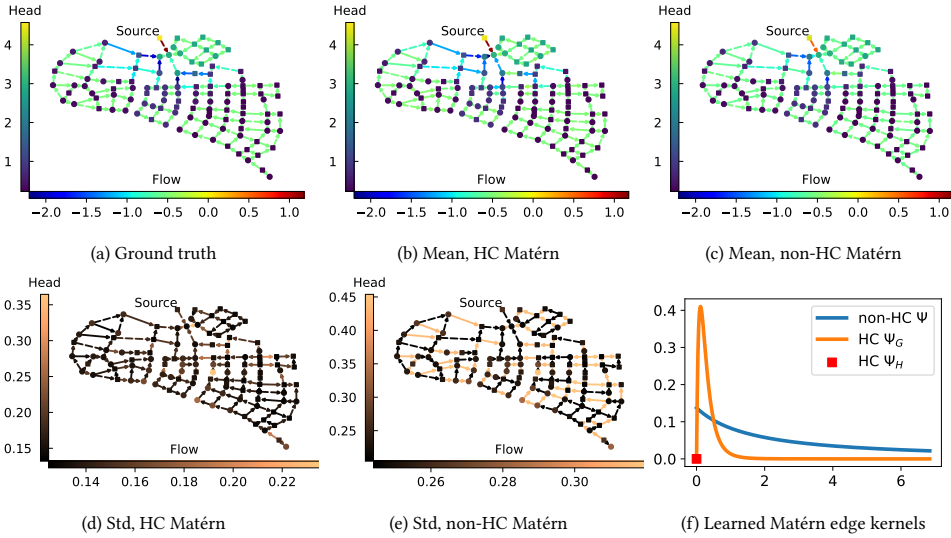 Head
Source
4
3
2
1
Flow
−2.0 −1.5 −1.0 −0.5 0.0 0.5 1.0
(a) Ground truth
Head
Source
4
3
2
1
Flow
−2.0 −1.5 −1.0 −0.5 0.0 0.5 1.0
(b) Mean, HC Matérn
Head
Source
4
3
2
1
Flow
−2.0 −1.5 −1.0 −0.5 0.0 0.5 1.0
(c) Mean, non-HC Matérn
Head
Source
0.35
0.30
0.25
0.20
0.15
Flow
0.14 0.16 0.18 0.20 0.22
(d) Std, HC Matérn
Head
Source
0.45
0.40
0.35
0.30
0.25
Flow
0.26 0.28 0.30
(e) Std, non-HC Matérn
non-HC Ψ
HC Ψ_G
HC Ψ_H
0.4
0.3
0.2
0.1
0.0
0 2 4 6
(f) Learned Matérn edge kernels